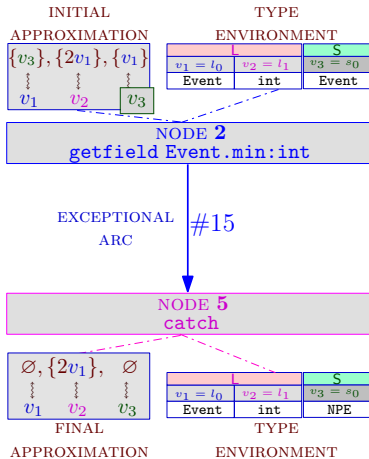 INITIAL APPROXIMATION
TYPE ENVIRONMENT
{v₃}, {2v₁}, {v₁}
v₁ v₂ v₃
L S
v₁ = l₀ v₂ = l₁ v₃ = s₀
Event int Event
NODE 2
getfield Event.min:int
EXCEPTIONAL
ARC
#15
NODE 5
catch
∅, {2v₁}, ∅
v₁ v₂ v₃
L S
v₁ = l₀ v₂ = l₁ v₃ = s₀
Event int NPE
FINAL APPROXIMATION
TYPE ENVIRONMENT